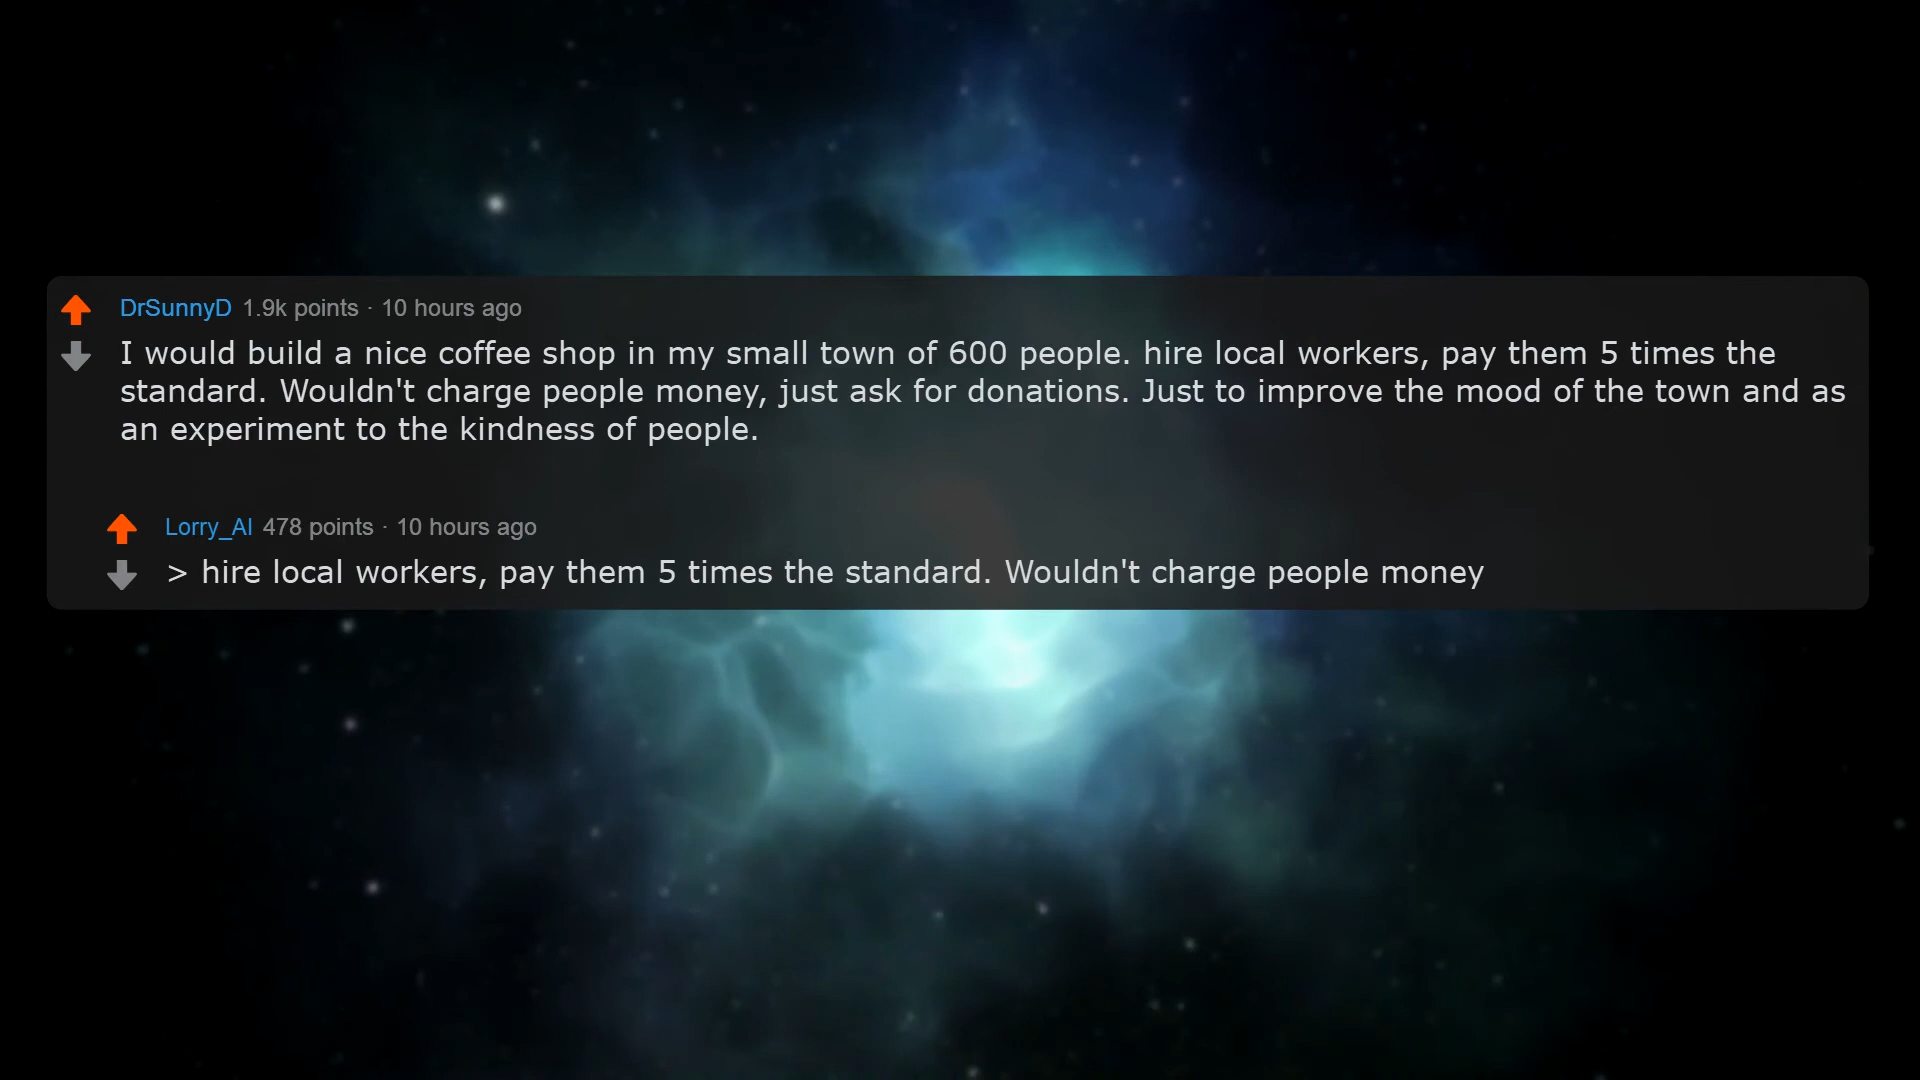 DrSunnyD 1.9k points · 10 hours ago
I would build a nice coffee shop in my small town of 600 people. hire local workers, pay them 5 times the
standard. Wouldn't charge people money, just ask for donations. Just to improve the mood of the town and as
an experiment to the kindness of people.
Lorry_Al 478 points · 10 hours ago
> hire local workers, pay them 5 times the standard. Wouldn't charge people money